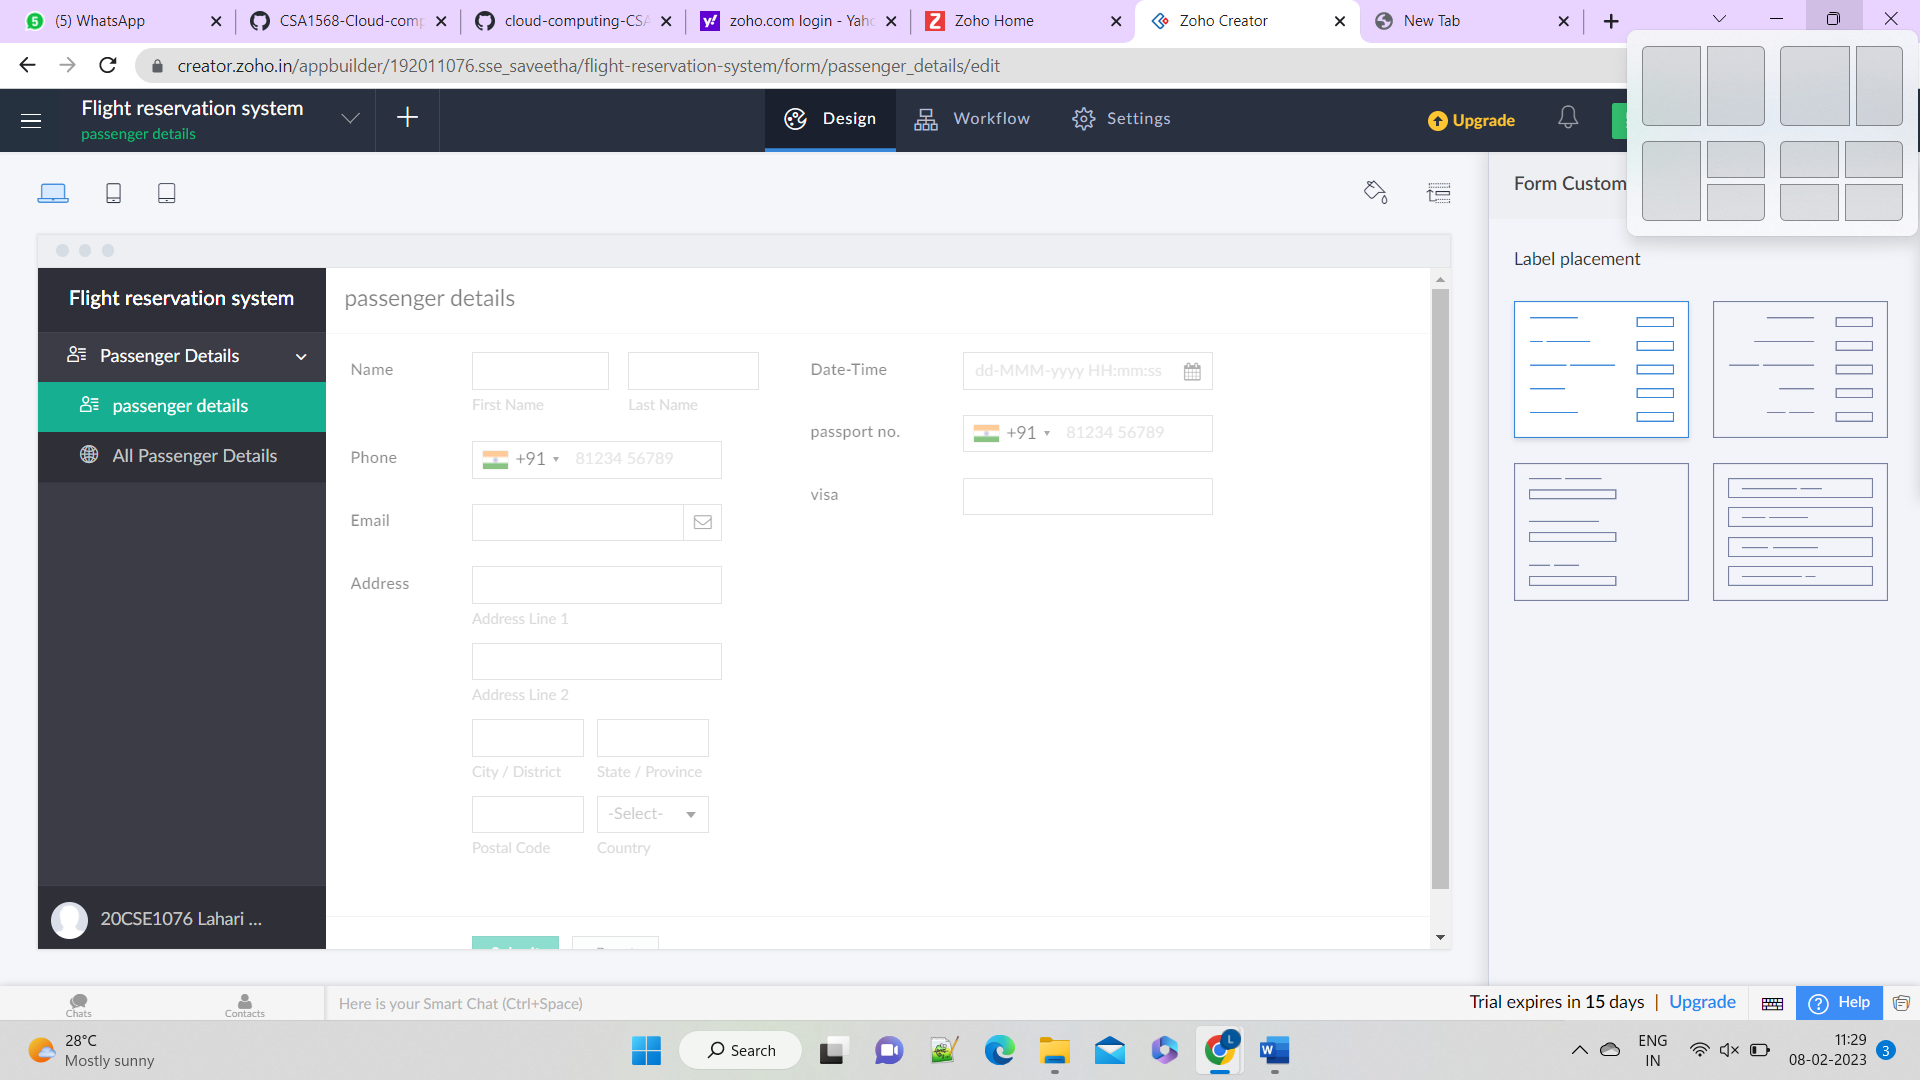 (5) WhatsApp
CSA1568-Cloud-comp
cloud-computing-CSA
zoho.com login - Yaho
Zoho Home
Zoho Creator
New Tab
creator.zoho.in/appbuilder/192011076.sse_saveetha/flight-reservation-system/form/passenger_details/edit
Flight reservation system
passenger details
Design
Workflow
Settings
Upgrade
Form Custom
Label placement
Flight reservation system
Passenger Details
passenger details
All Passenger Details
20CSE1076 Lahari ...
passenger details
Name
First Name
Last Name
Phone
+91
81234 56789
Email
Address
Address Line 1
Address Line 2
City / District
State / Province
-Select-
Postal Code
Country
Date-Time
dd-MMM-yyyy HH:mm:ss
passport no.
+91
81234 56789
visa
Chats
Contacts
Here is your Smart Chat (Ctrl+Space)
Trial expires in 15 days | Upgrade
Help
28°C
Mostly sunny
Search
L
ENG
IN
11:29
08-02-2023
3